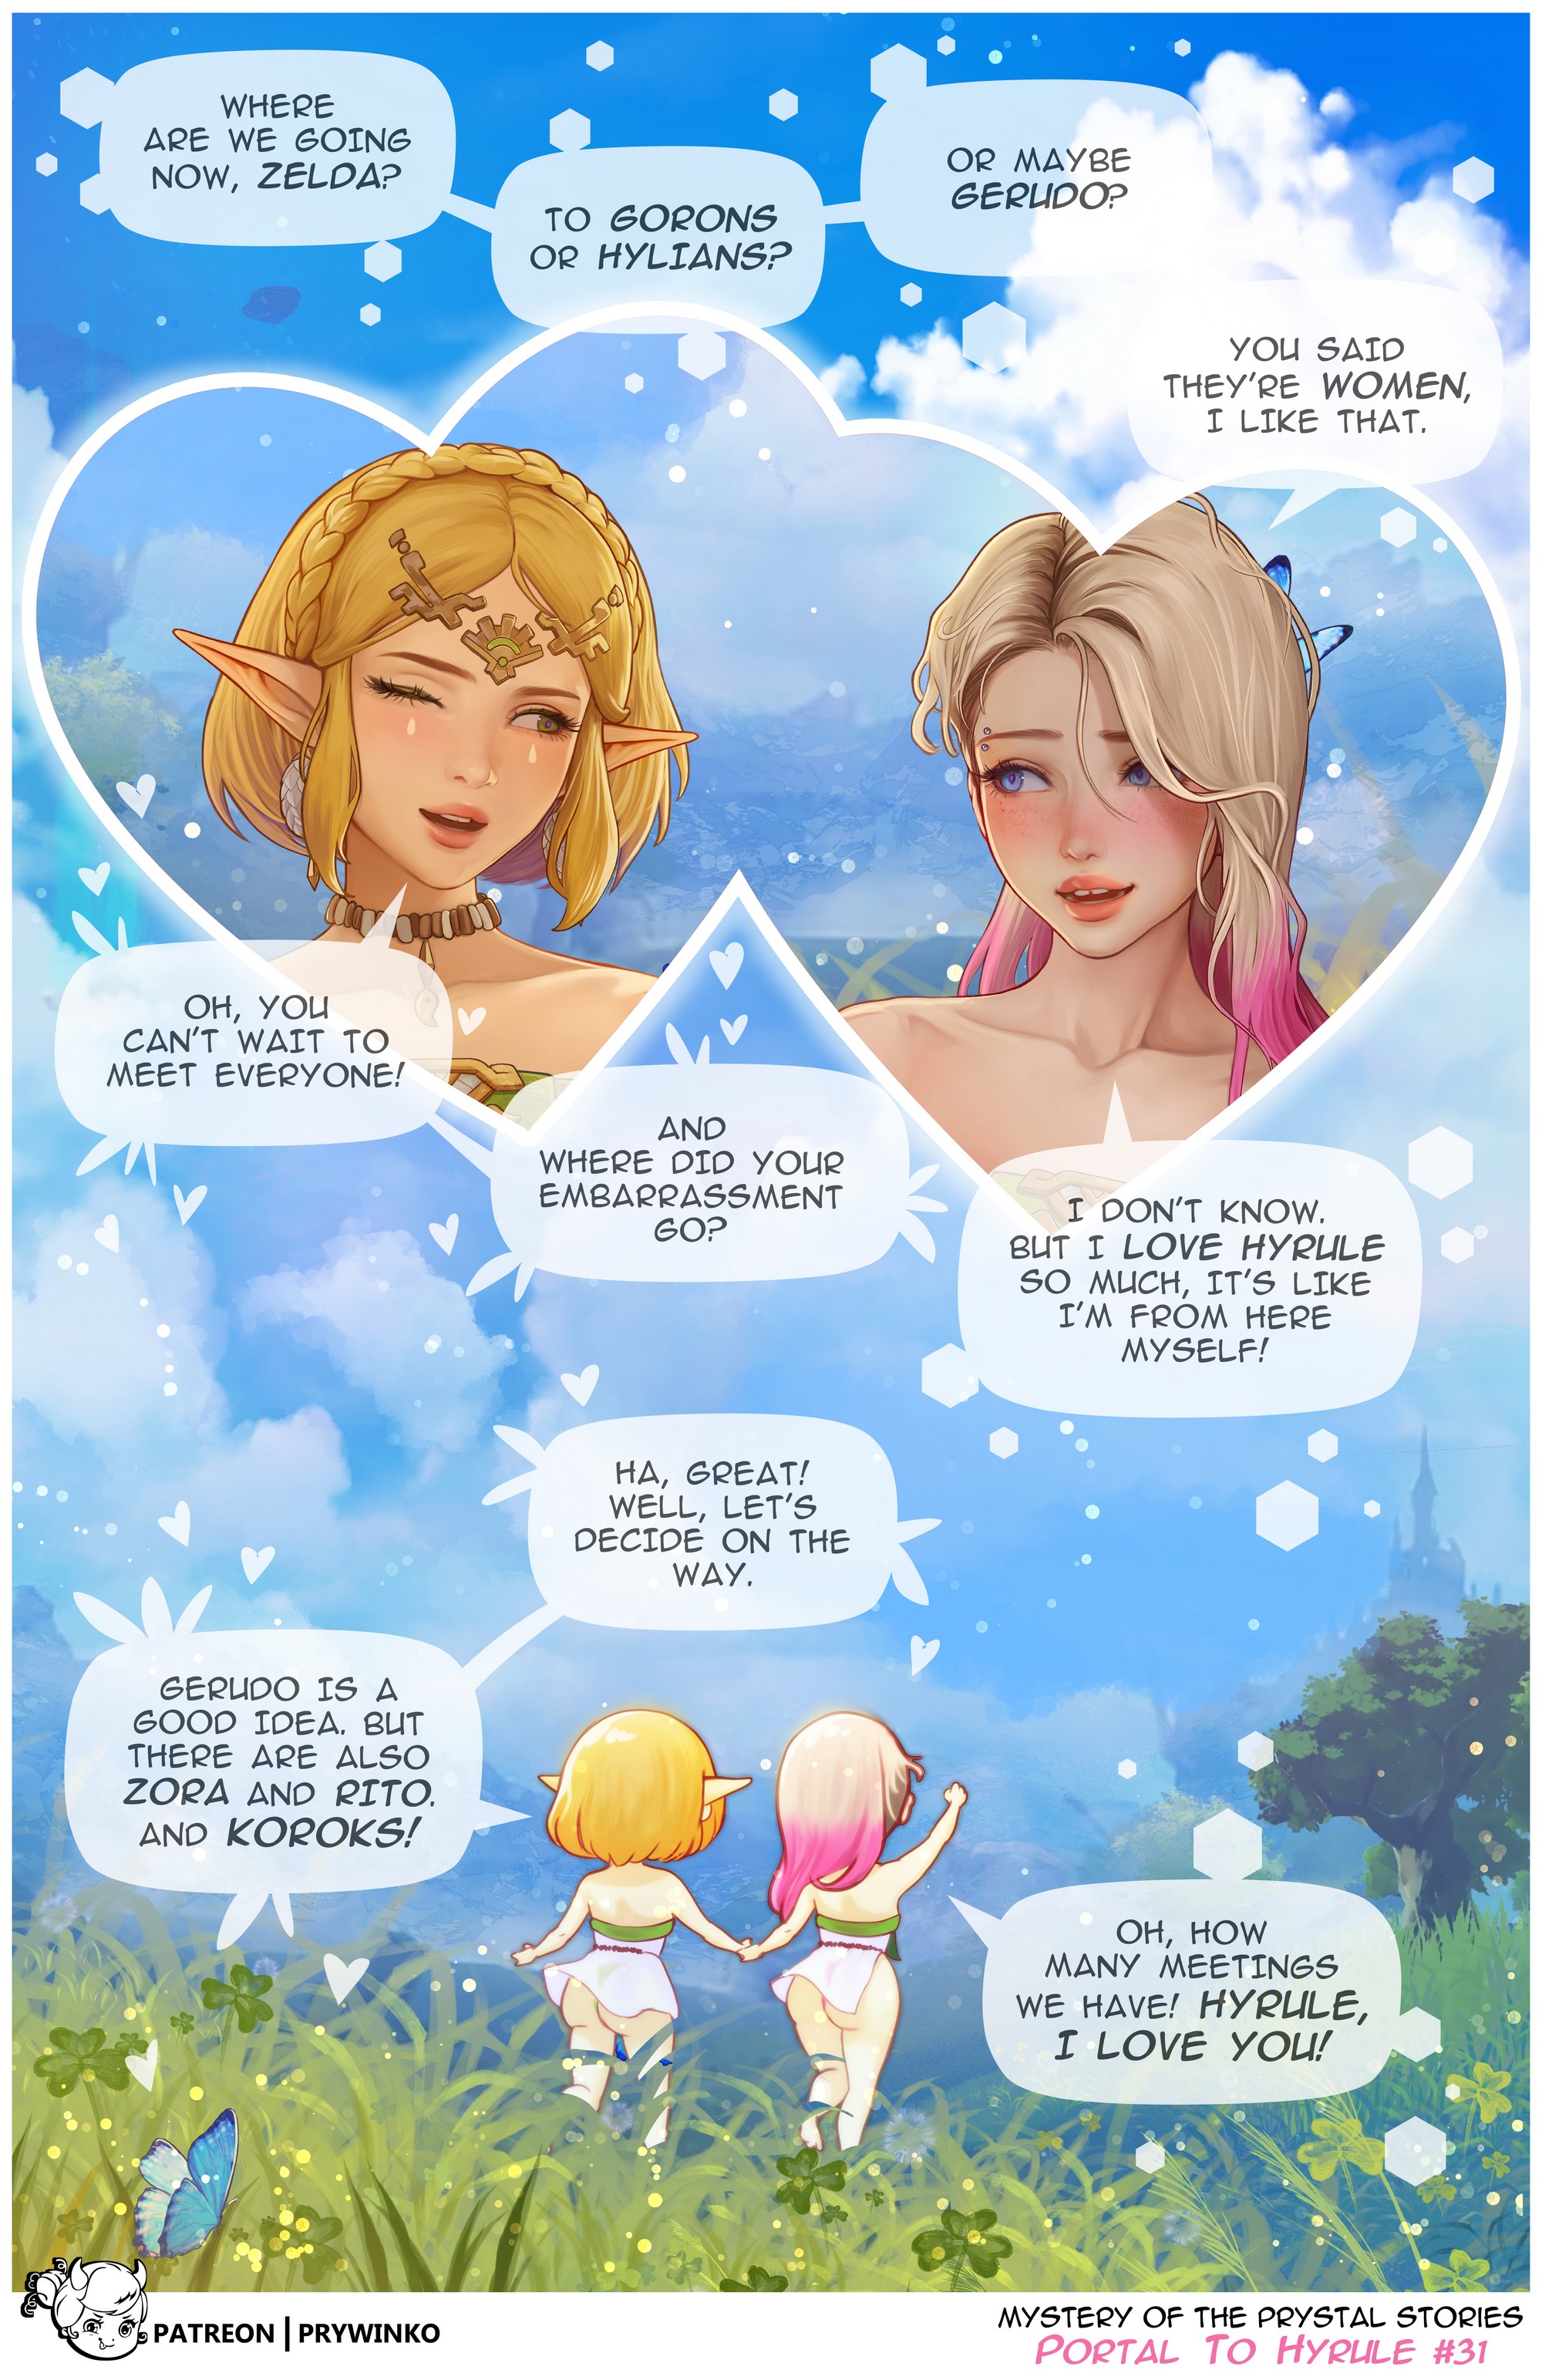 WHERE
ARE WE GOING
NOW, ZELDA?
TO GORONS
OR HYLIANS?
OR MAYBE
GERUDO?
YOU SAID
THEY'RE WOMEN,
I LIKE THAT.
OH, YOU
CAN'T WAIT TO
MEET EVERYONE!
AND
WHERE DID YOUR
EMBARRASSMENT
GO?
I DON'T KNOW.
BUT I LOVE HYRULE
SO MUCH, IT'S LIKE
I'M FROM HERE
MYSELF!
HA, GREAT!
WELL, LET'S
DECIDE ON THE
WAY.
GERUDO IS A
GOOD IDEA. BUT
THERE ARE ALSO
ZORA AND RITO.
AND KOROKS!
OH, HOW
MANY MEETINGS
WE HAVE! HYRULE,
I LOVE YOU!
PATREON | PRYWINKO
MYSTERY OF THE PRYSTAL STORIES
PORTAL TO HYRULE #31